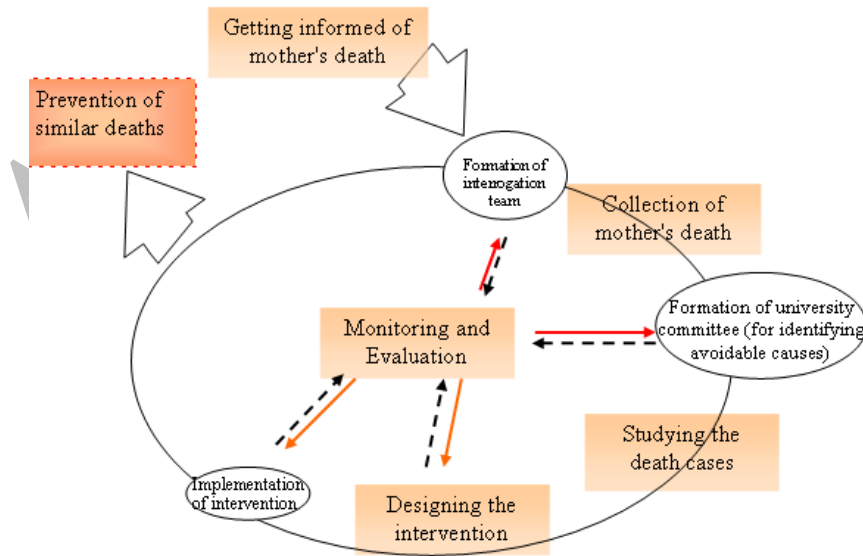 Getting informed of
mother's death
Prevention of
similar deaths
Formation of
interrogation
team
Collection of
mother's death
Formation of university
committee (for identifying
avoidable causes)
Monitoring and
Evaluation
Studying the
death cases
Implementation
of intervention
Designing the
intervention